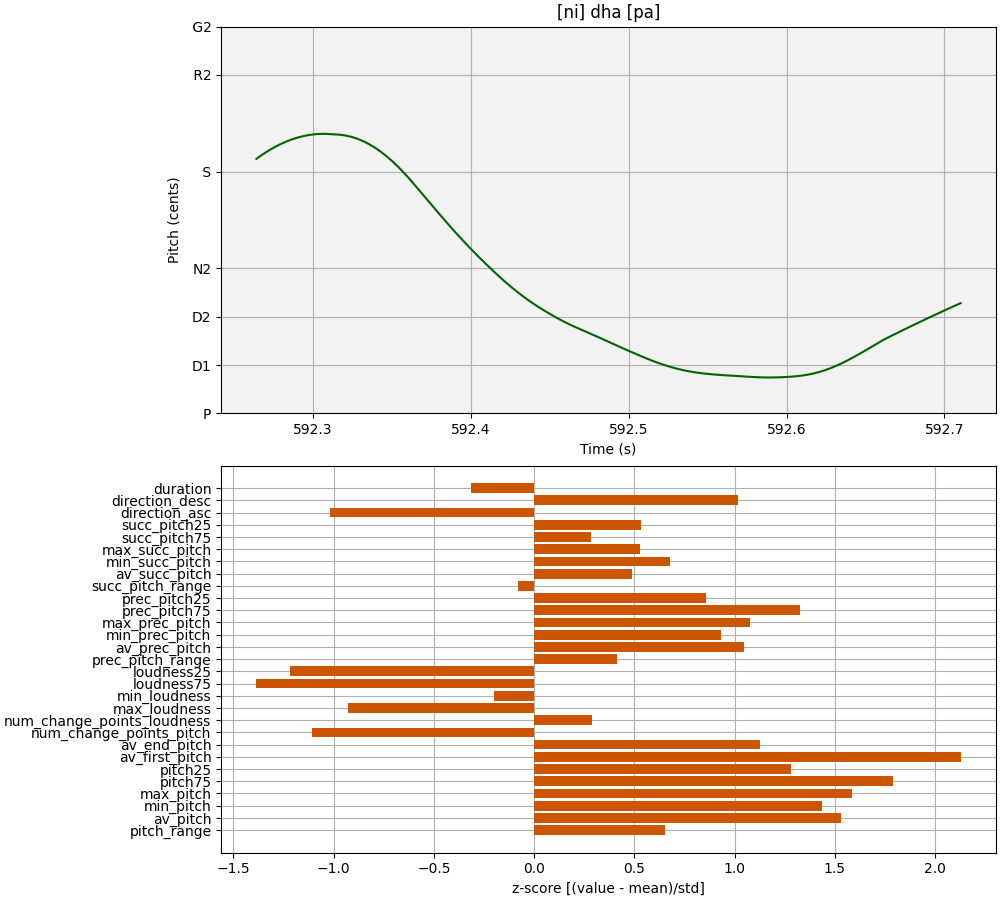 [ni] dha [pa]
G2
R2
S
N2
D2
D1
P
Pitch (cents)
592.3 592.4 592.5 592.6 592.7
Time (s)
duration
direction_desc
direction_asc
succ_pitch25
succ_pitch75
max_succ_pitch
min_succ_pitch
av_succ_pitch
succ_pitch_range
prec_pitch25
prec_pitch75
max_prec_pitch
min_prec_pitch
av_prec_pitch
prec_pitch_range
loudness25
loudness75
min_loudness
max_loudness
num_change_points_loudness
num_change_points_pitch
av_end_pitch
av_first_pitch
pitch25
pitch75
max_pitch
min_pitch
av_pitch
pitch_range
−1.5 −1.0 −0.5 0.0 0.5 1.0 1.5 2.0
z-score [(value - mean)/std]